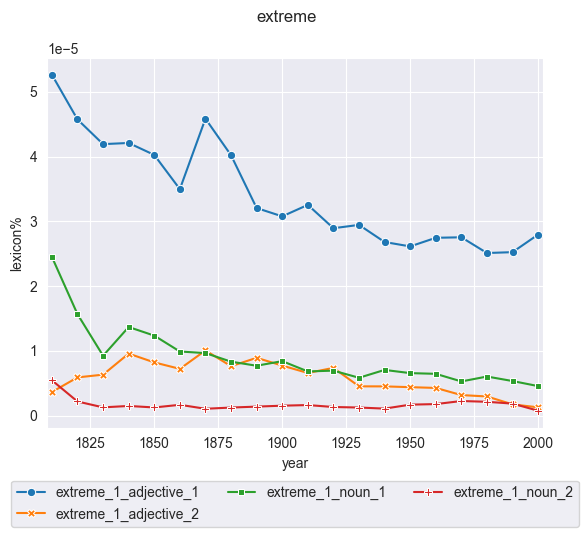 extreme
1e−5
5
4
3
2
1
0
lexicon%
1825 1850 1875 1900 1925 1950 1975 2000
year
extreme_1_adjective_1 extreme_1_noun_1 extreme_1_noun_2
extreme_1_adjective_2